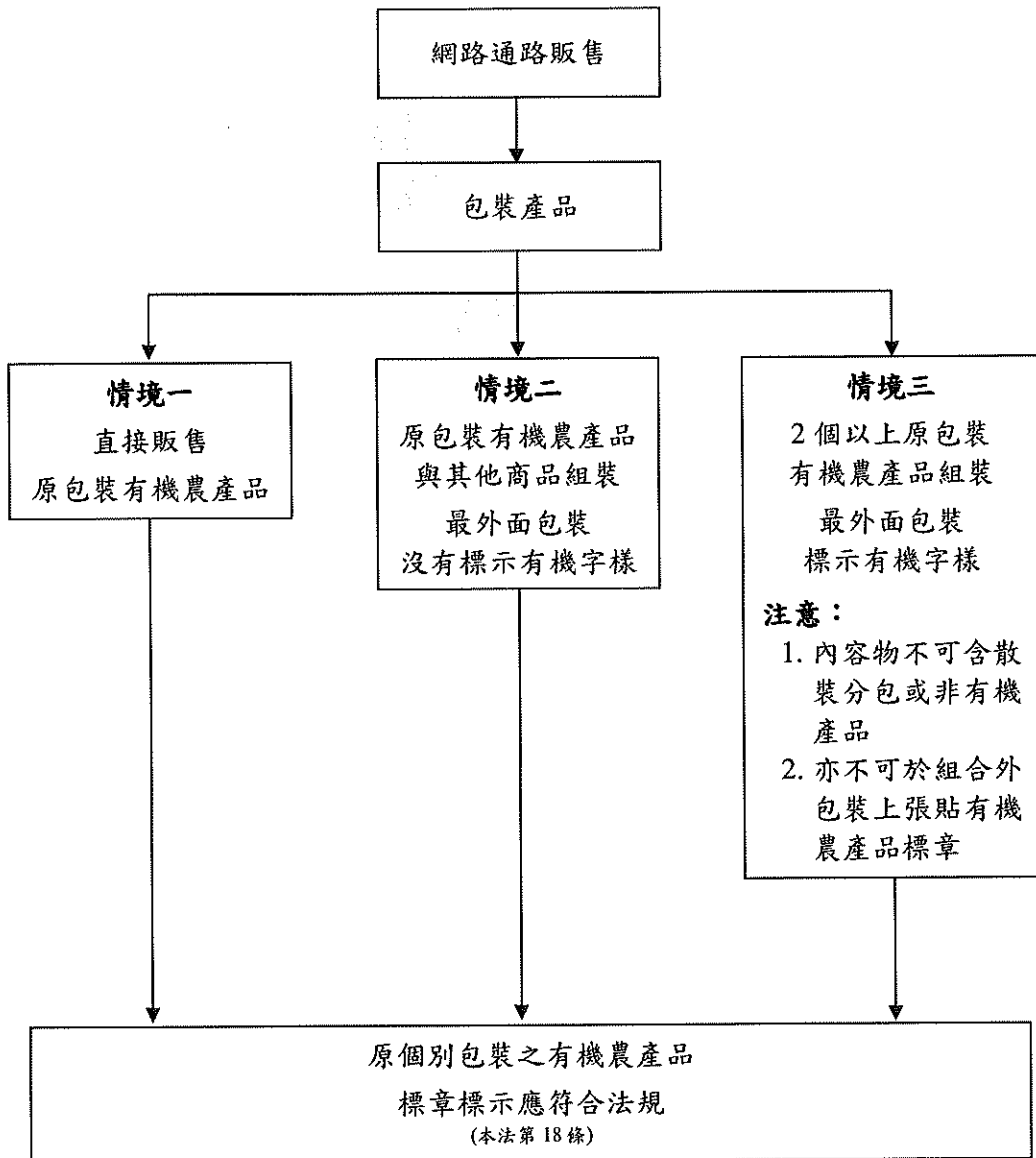 網路通路販售
包裝產品
情境一
直接販售
原包裝有機農產品
情境二
原包裝有機農產品
與其他商品組裝
最外面包裝
沒有標示有機字樣
情境三
2 個以上原包裝
有機農產品組裝
最外面包裝
標示有機字樣
注意：
1. 內容物不可含散
裝分包或非有機
產品
2. 亦不可於組合外
包裝上張貼有機
農產品標章
原個別包裝之有機農產品
標章標示應符合法規
(本法第 18 條)